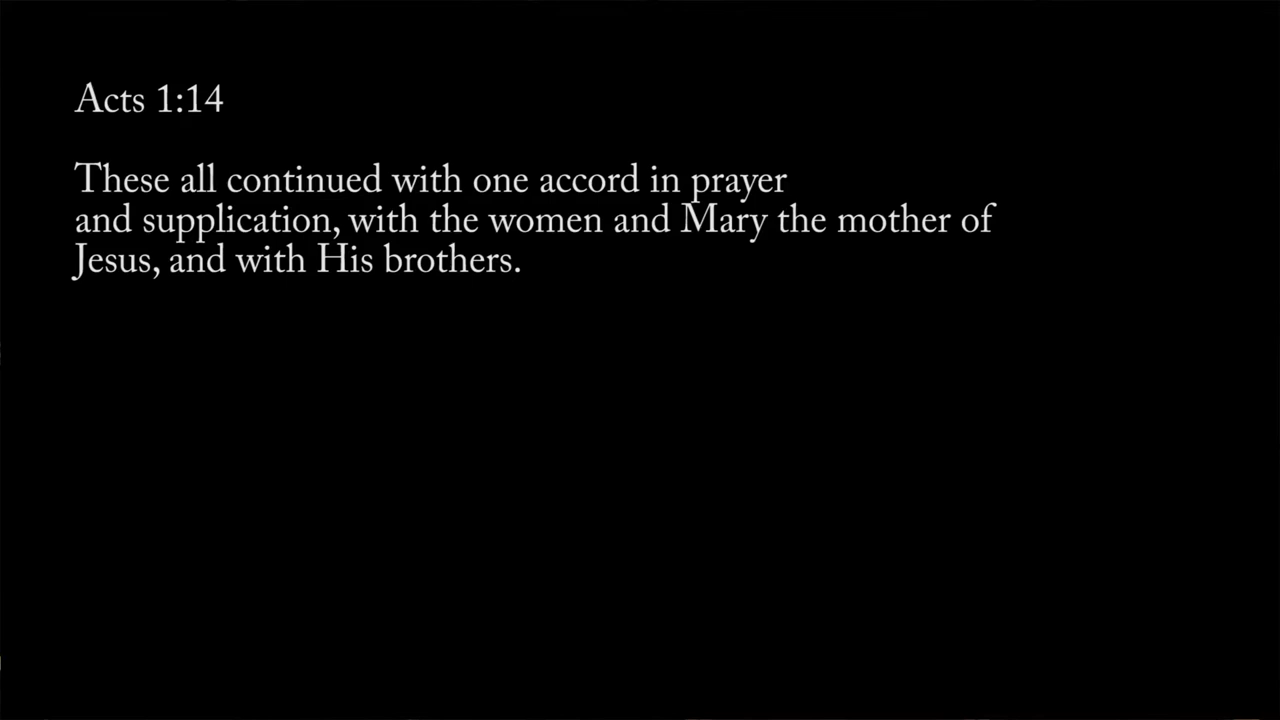 Acts 1:14
These all continued with one accord in prayer
and supplication, with the women and Mary the mother of
Jesus, and with His brothers.